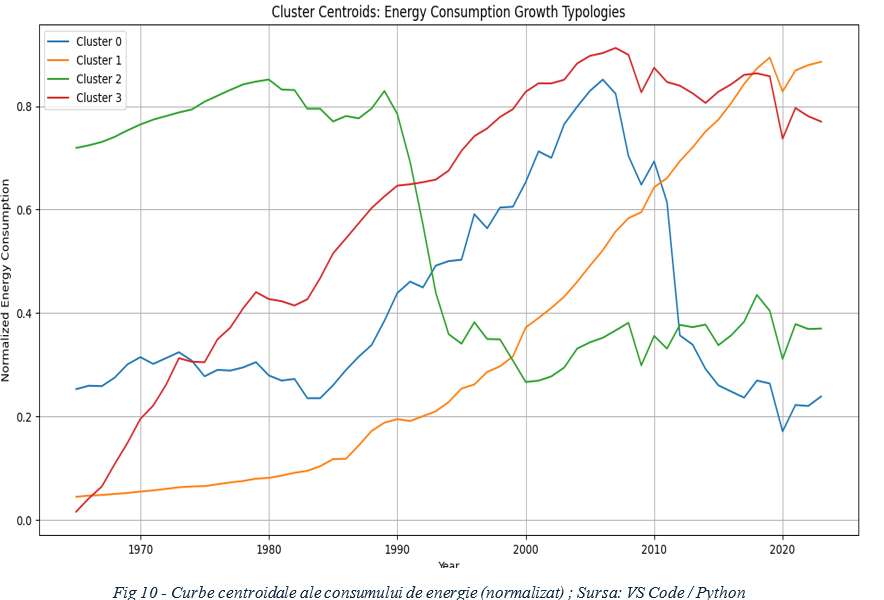 Cluster Centroids: Energy Consumption Growth Typologies
Cluster 0
Cluster 1
Cluster 2
Cluster 3
Normalized Energy Consumption
0.8
0.6
0.4
0.2
0.0
1970 1980 1990 2000 2010 2020
Year
Fig 10 - Curbe centroidale ale consumului de energie (normalizat) ; Sursa: VS Code / Python